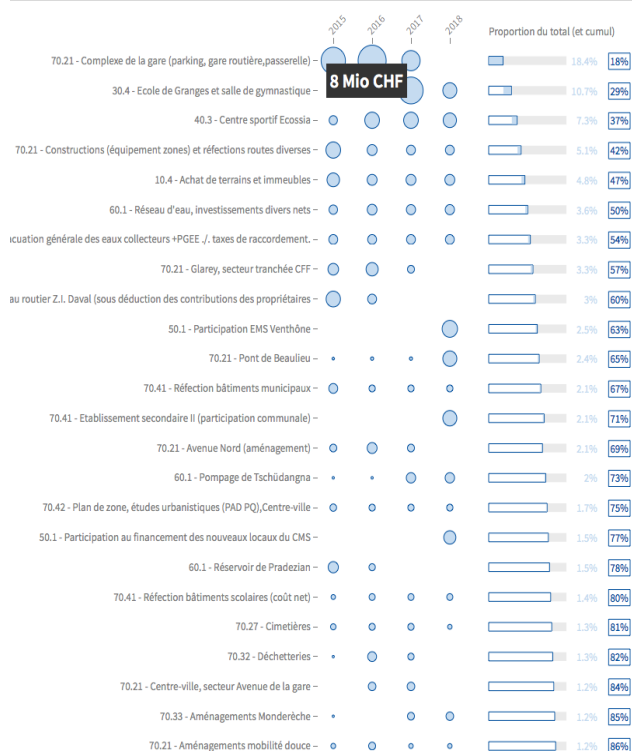 2015 2016 2017 2018 Proportion du total (et cumul)
70.21 - Complexe de la gare (parking, gare routière,passerelle) – 18.4% 18%
8 Mio CHF
30.4 - Ecole de Granges et salle de gymnastique – 10.7% 29%
40.3 - Centre sportif Ecossia – 7.3% 37%
70.21 - Constructions (équipement zones) et réfections routes diverses – 5.1% 42%
10.4 - Achat de terrains et immeubles – 4.8% 47%
60.1 - Réseau d'eau, investissements divers nets – 3.6% 50%
acuation générale des eaux collecteurs +PGEE ./. taxes de raccordement. – 3.3% 54%
70.21 - Glarey, secteur tranchée CFF – 3.3% 57%
au routier Z.I. Daval (sous déduction des contributions des propriétaires – 3% 60%
50.1 - Participation EMS Venthône 2.5% 63%
70.21 - Pont de Beaulieu – 2.4% 65%
70.41 - Réfection bâtiments municipaux – 2.1% 67%
70.41 - Etablissement secondaire II (participation communale) – 2.1% 71%
70.21 - Avenue Nord (aménagement) – 2.1% 69%
60.1 - Pompage de Tschüdangna – 2% 73%
70.42 - Plan de zone, études urbanistiques (PAD PQ),Centre-ville – 1.7% 75%
50.1 - Participation au financement des nouveaux locaux du CMS – 1.5% 77%
60.1 - Réservoir de Pradezian – 1.5% 78%
70.41 - Réfection bâtiments scolaires (coût net) – 1.4% 80%
70.27 - Cimetières – 1.3% 81%
70.32 - Déchetteries – 1.3% 82%
70.21 - Centre-ville, secteur Avenue de la gare – 1.2% 84%
70.33 - Aménagements Monderèche – 1.2% 85%
70.21 - Aménagements mobilité douce – 1.2% 86%